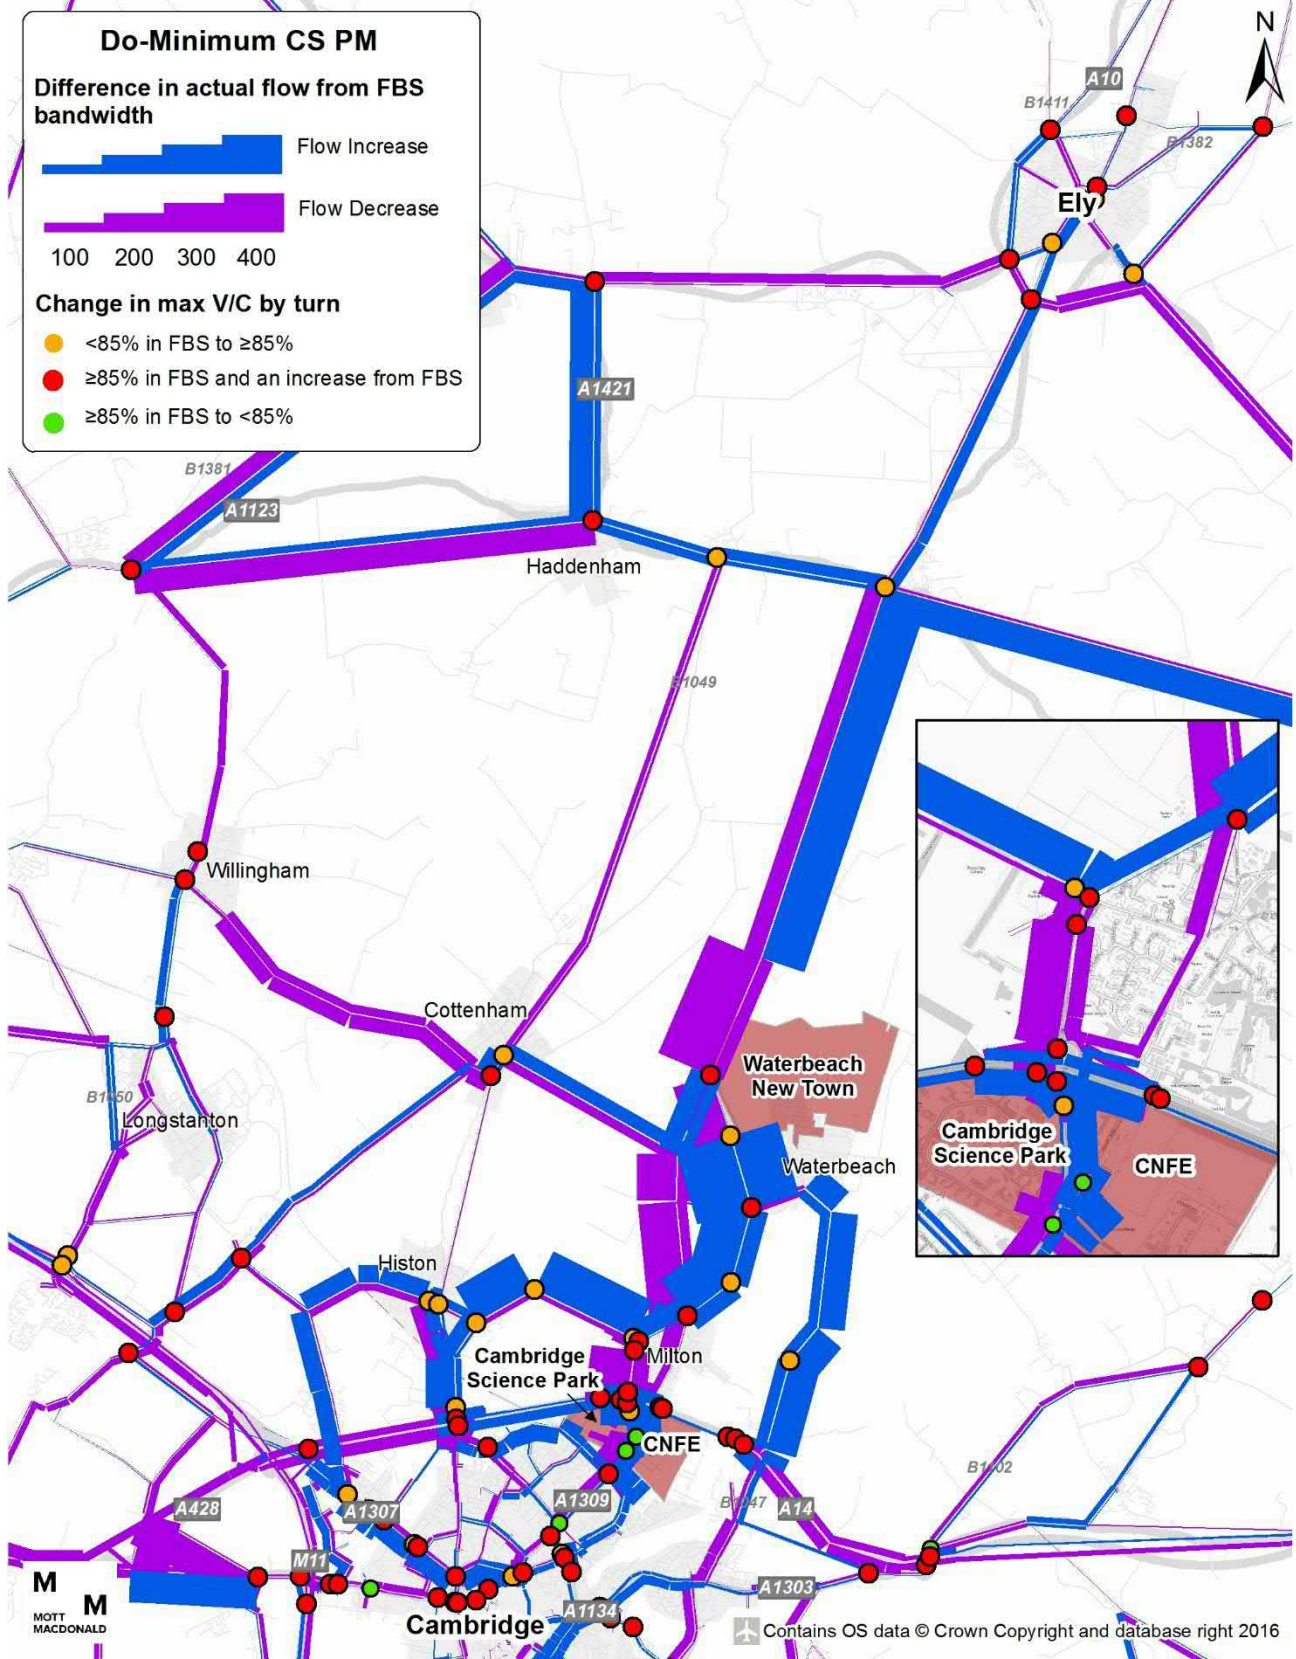 Do-Minimum CS PM
Difference in actual flow from FBS
bandwidth
Flow Increase
Flow Decrease
100 200 300 400
Change in max V/C by turn
<85% in FBS to ≥85%
≥85% in FBS and an increase from FBS
≥85% in FBS to <85%
N
A10
B1411
B1382
Ely
A1421
B1381
A1123
Haddenham
B1049
Willingham
Cottenham
Waterbeach
New Town
B1050
Longstanton
Waterbeach
Cambridge
Science Park
CNFE
Histon
Cambridge
Science Park
Milton
CNFE
B1102
A1309
A428
A1307
B1047
A14
M11
A1303
A1134
Cambridge
M
M
MOTT
MACDONALD
Contains OS data © Crown Copyright and database right 2016